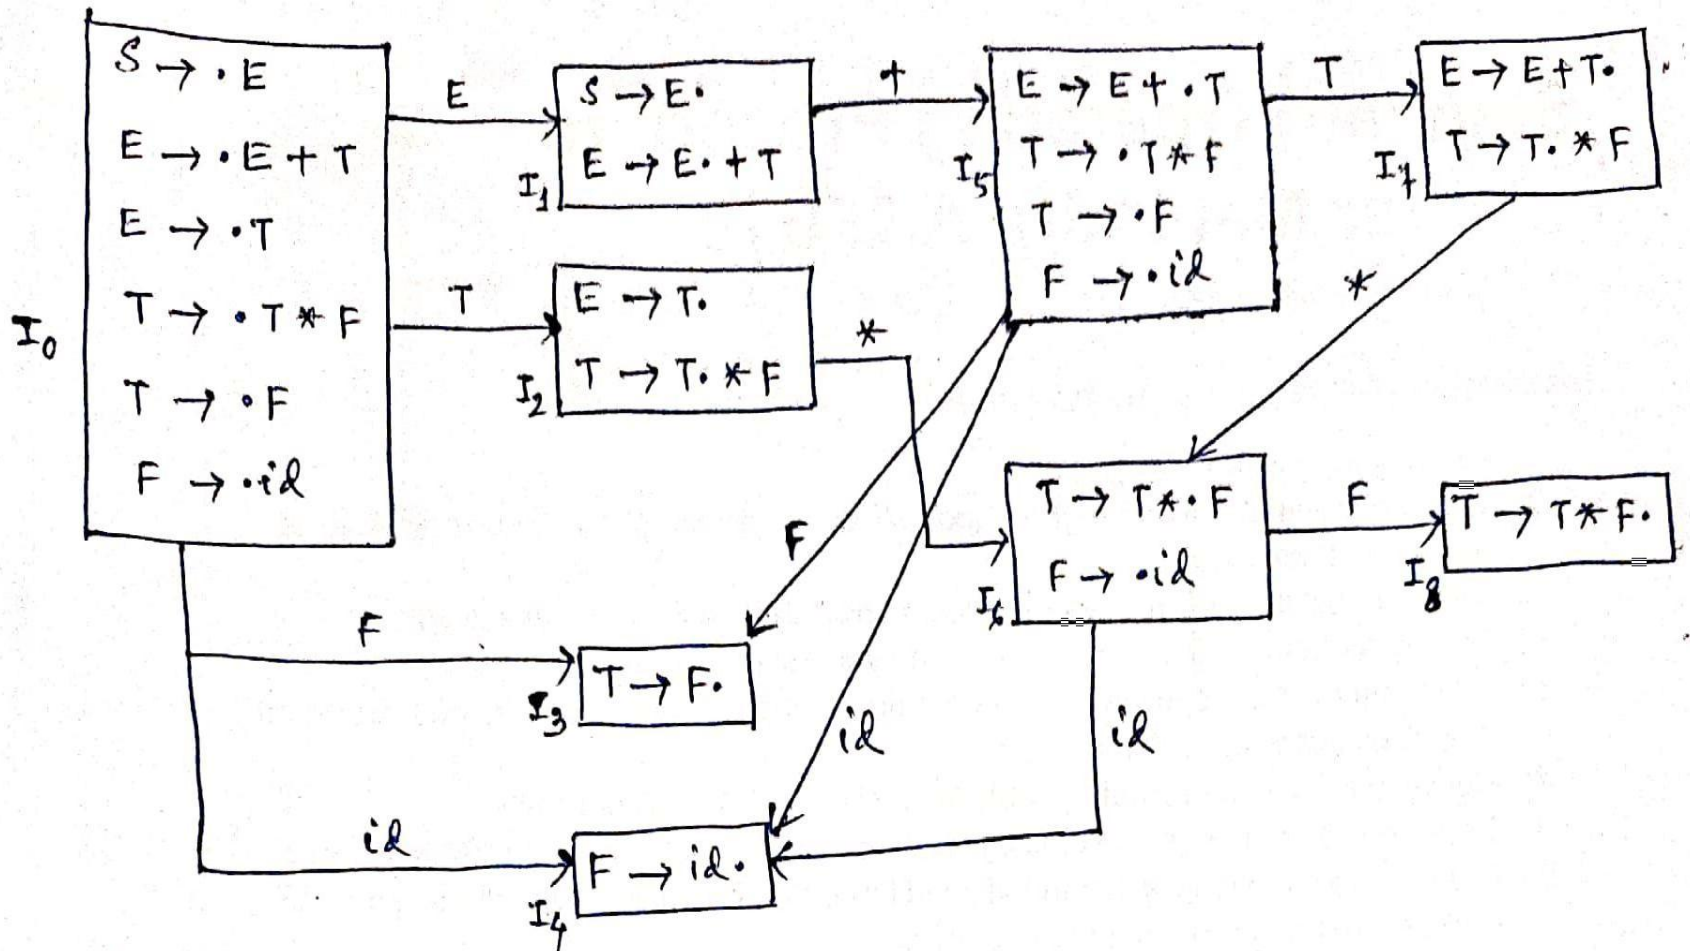 S → ·E
E → ·E + T
E → ·T
T → ·T * F
T → ·F
F → ·id
I₀
E
S → E·
E → E· + T
I₁
+
E → E + ·T
T → ·T * F
T → ·F
F → ·id
I₅
T
E → E + T·
T → T· * F
I₇
T
E → T·
T → T· * F
I₂
*
*
F
T → T * ·F
F → ·id
I₆
F
T → T * F·
I₈
F
T → F·
I₃
id
id
id
F → id·
I₄